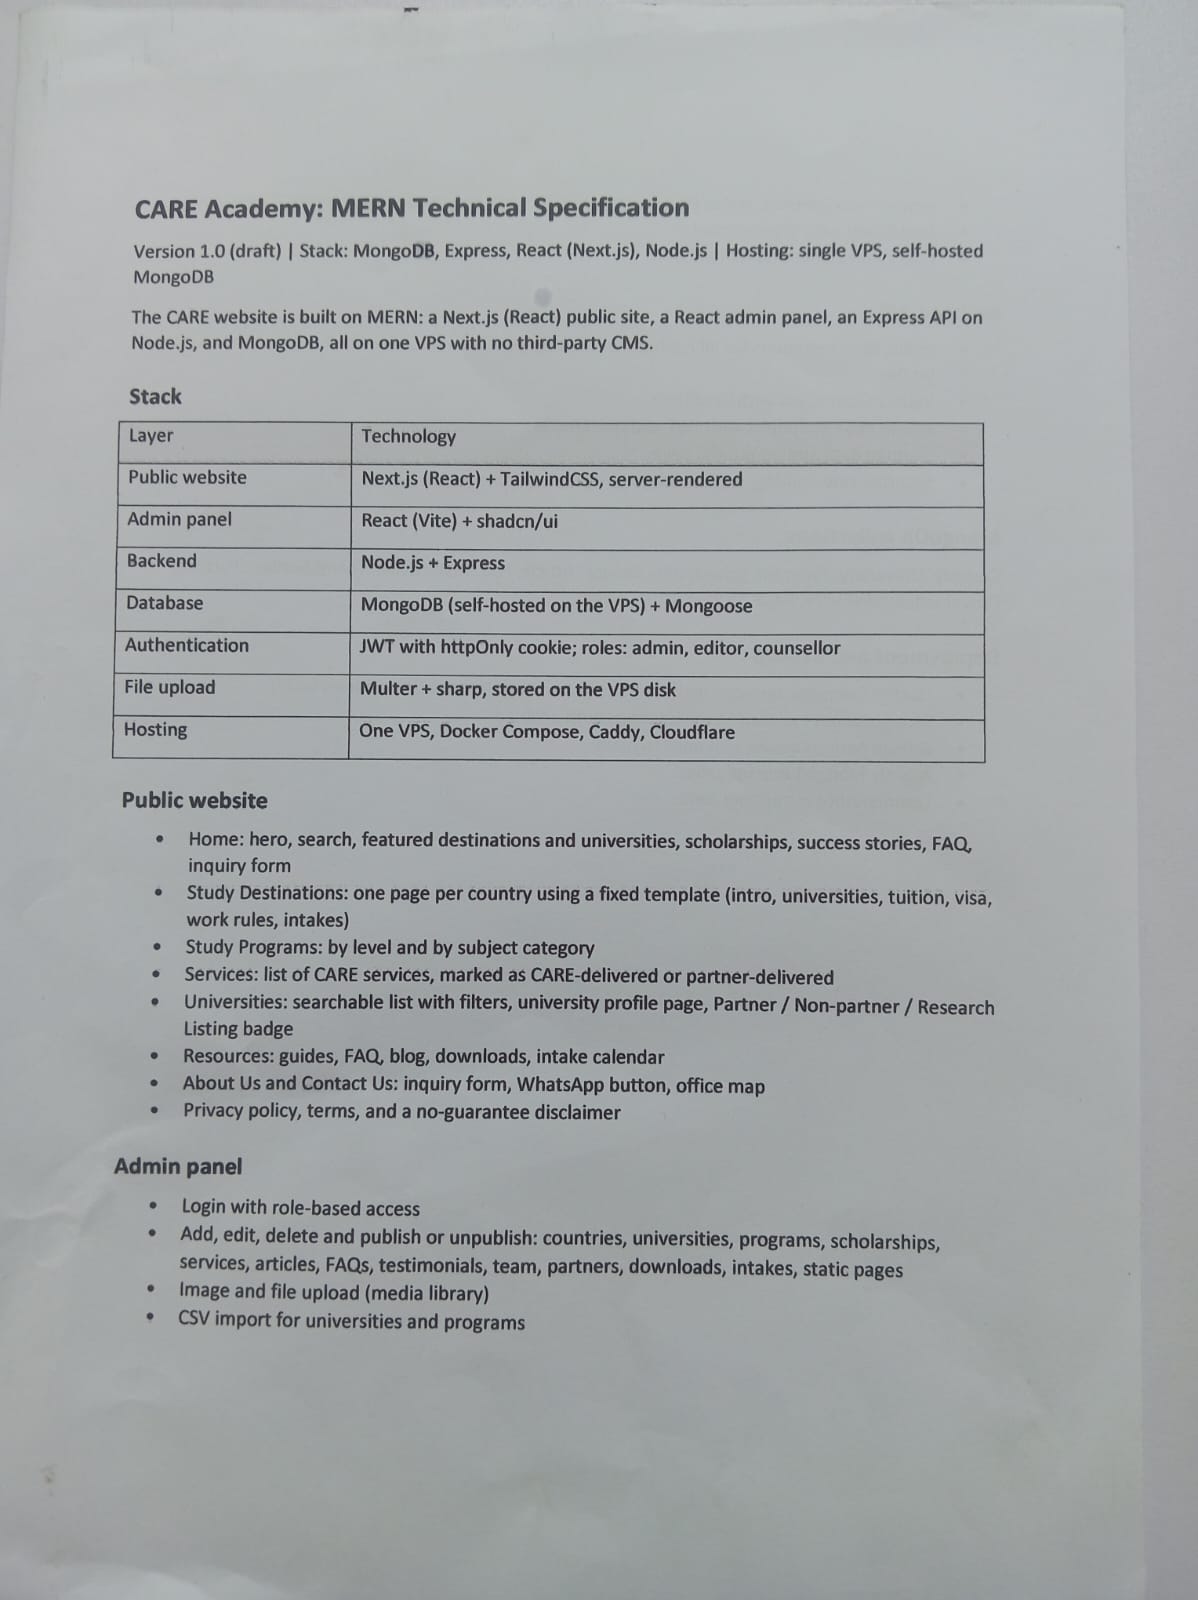 CARE Academy: MERN Technical Specification
Version 1.0 (draft) | Stack: MongoDB, Express, React (Next.js), Node.js | Hosting: single VPS, self-hosted
MongoDB
The CARE website is built on MERN: a Next.js (React) public site, a React admin panel, an Express API on
Node.js, and MongoDB, all on one VPS with no third-party CMS.
Stack
Layer Technology
Public website Next.js (React) + TailwindCSS, server-rendered
Admin panel React (Vite) + shadcn/ui
Backend Node.js + Express
Database MongoDB (self-hosted on the VPS) + Mongoose
Authentication JWT with httpOnly cookie; roles: admin, editor, counsellor
File upload Multer + sharp, stored on the VPS disk
Hosting One VPS, Docker Compose, Caddy, Cloudflare
Public website
• Home: hero, search, featured destinations and universities, scholarships, success stories, FAQ,
inquiry form
• Study Destinations: one page per country using a fixed template (intro, universities, tuition, visa,
work rules, intakes)
• Study Programs: by level and by subject category
• Services: list of CARE services, marked as CARE-delivered or partner-delivered
• Universities: searchable list with filters, university profile page, Partner / Non-partner / Research
Listing badge
• Resources: guides, FAQ, blog, downloads, intake calendar
• About Us and Contact Us: inquiry form, WhatsApp button, office map
• Privacy policy, terms, and a no-guarantee disclaimer
Admin panel
• Login with role-based access
• Add, edit, delete and publish or unpublish: countries, universities, programs, scholarships,
services, articles, FAQs, testimonials, team, partners, downloads, intakes, static pages
• Image and file upload (media library)
• CSV import for universities and programs